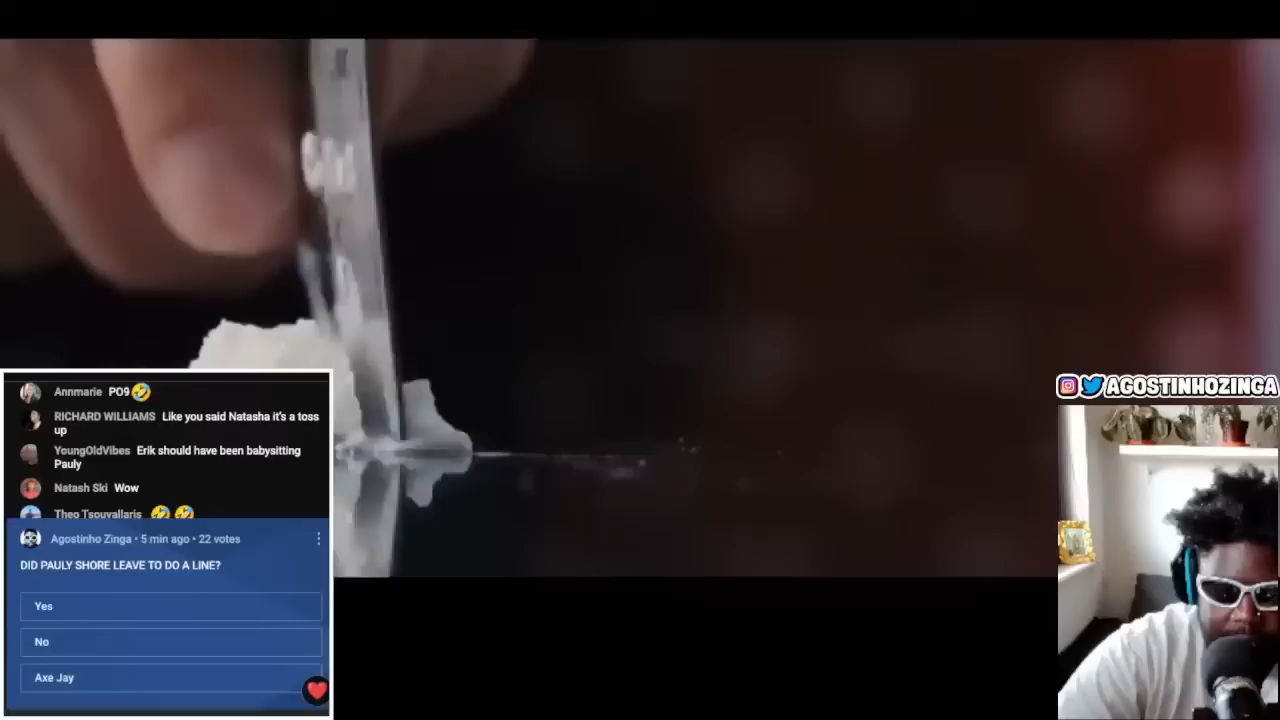 Annmarie PO9🤣
RICHARD WILLIAMS Like you said Natasha it's a toss
up
YoungOldVibes Erik should have been babysitting
Pauly
Natash Ski Wow
Theo Tsouvallaris 🤣🤣
Agostinho Zinga • 5 min ago • 22 votes
DID PAULY SHORE LEAVE TO DO A LINE?
Yes
No
Axe Jay
AGOSTINHOZINGA